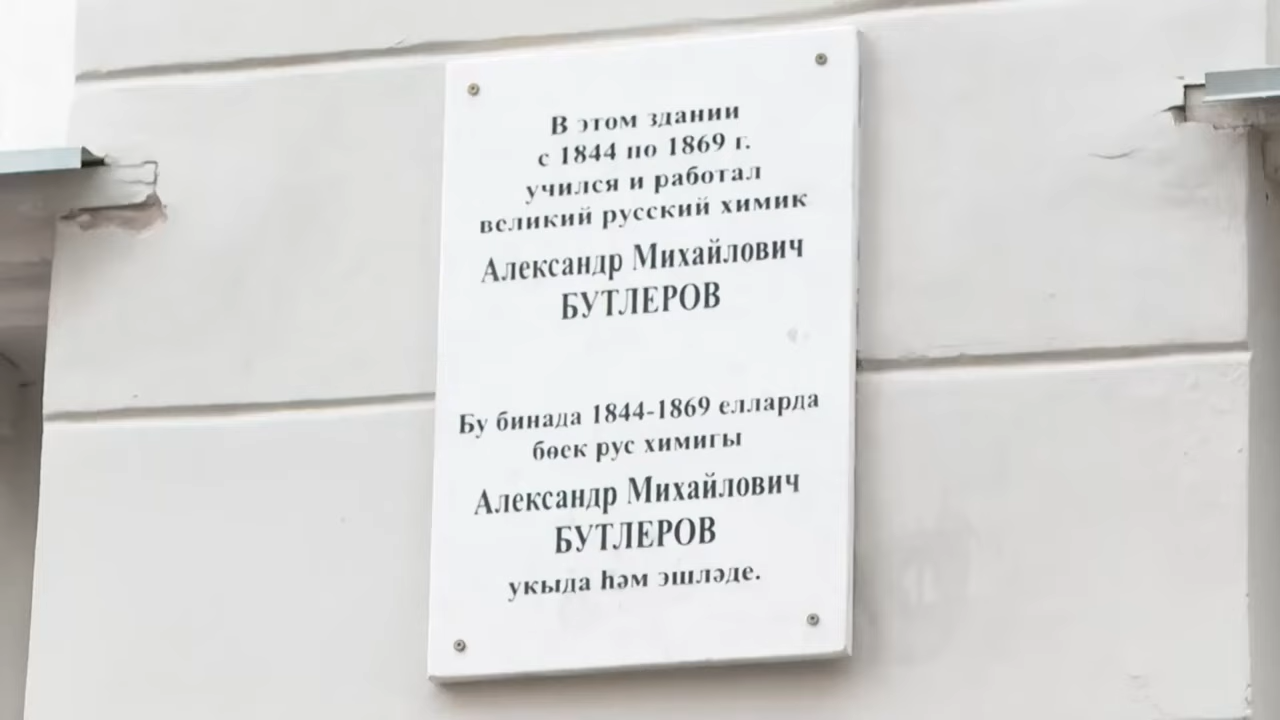 В этом здании
с 1844 по 1869 г.
учился и работал
великий русский химик
Александр Михайлович
БУТЛЕРОВ
Бу бинада 1844-1869 елларда
бөек рус химигы
Александр Михайлович
БУТЛЕРОВ
укыда һәм эшләде.